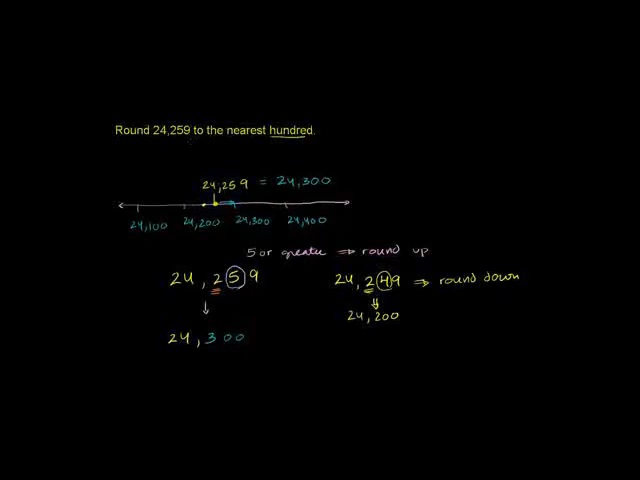 Round 24,259 to the nearest hundred.
24,259 = 24,300
24,100 24,200 24,300 24,400
5 or greater ⇒ round up
24,259 24,249 ⇒ round down
24,200
24,300